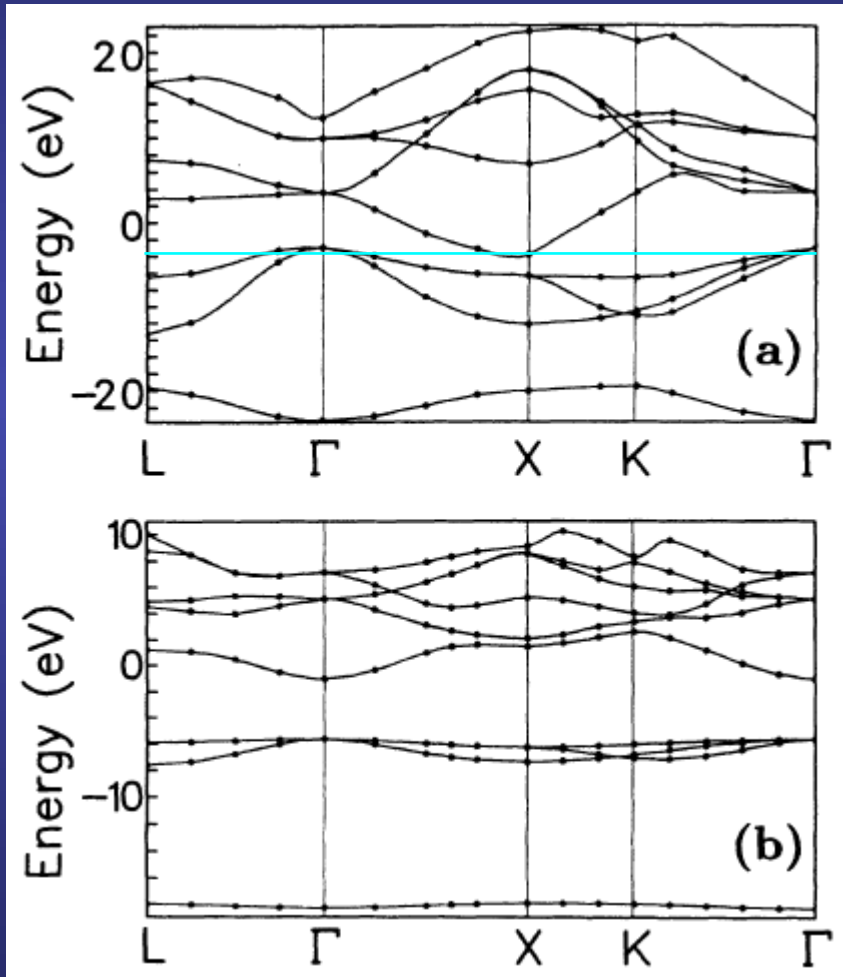 20
0
−20
Energy (eV)
(a)
L Γ X K Γ
10
0
−10
Energy (eV)
(b)
L Γ X K Γ